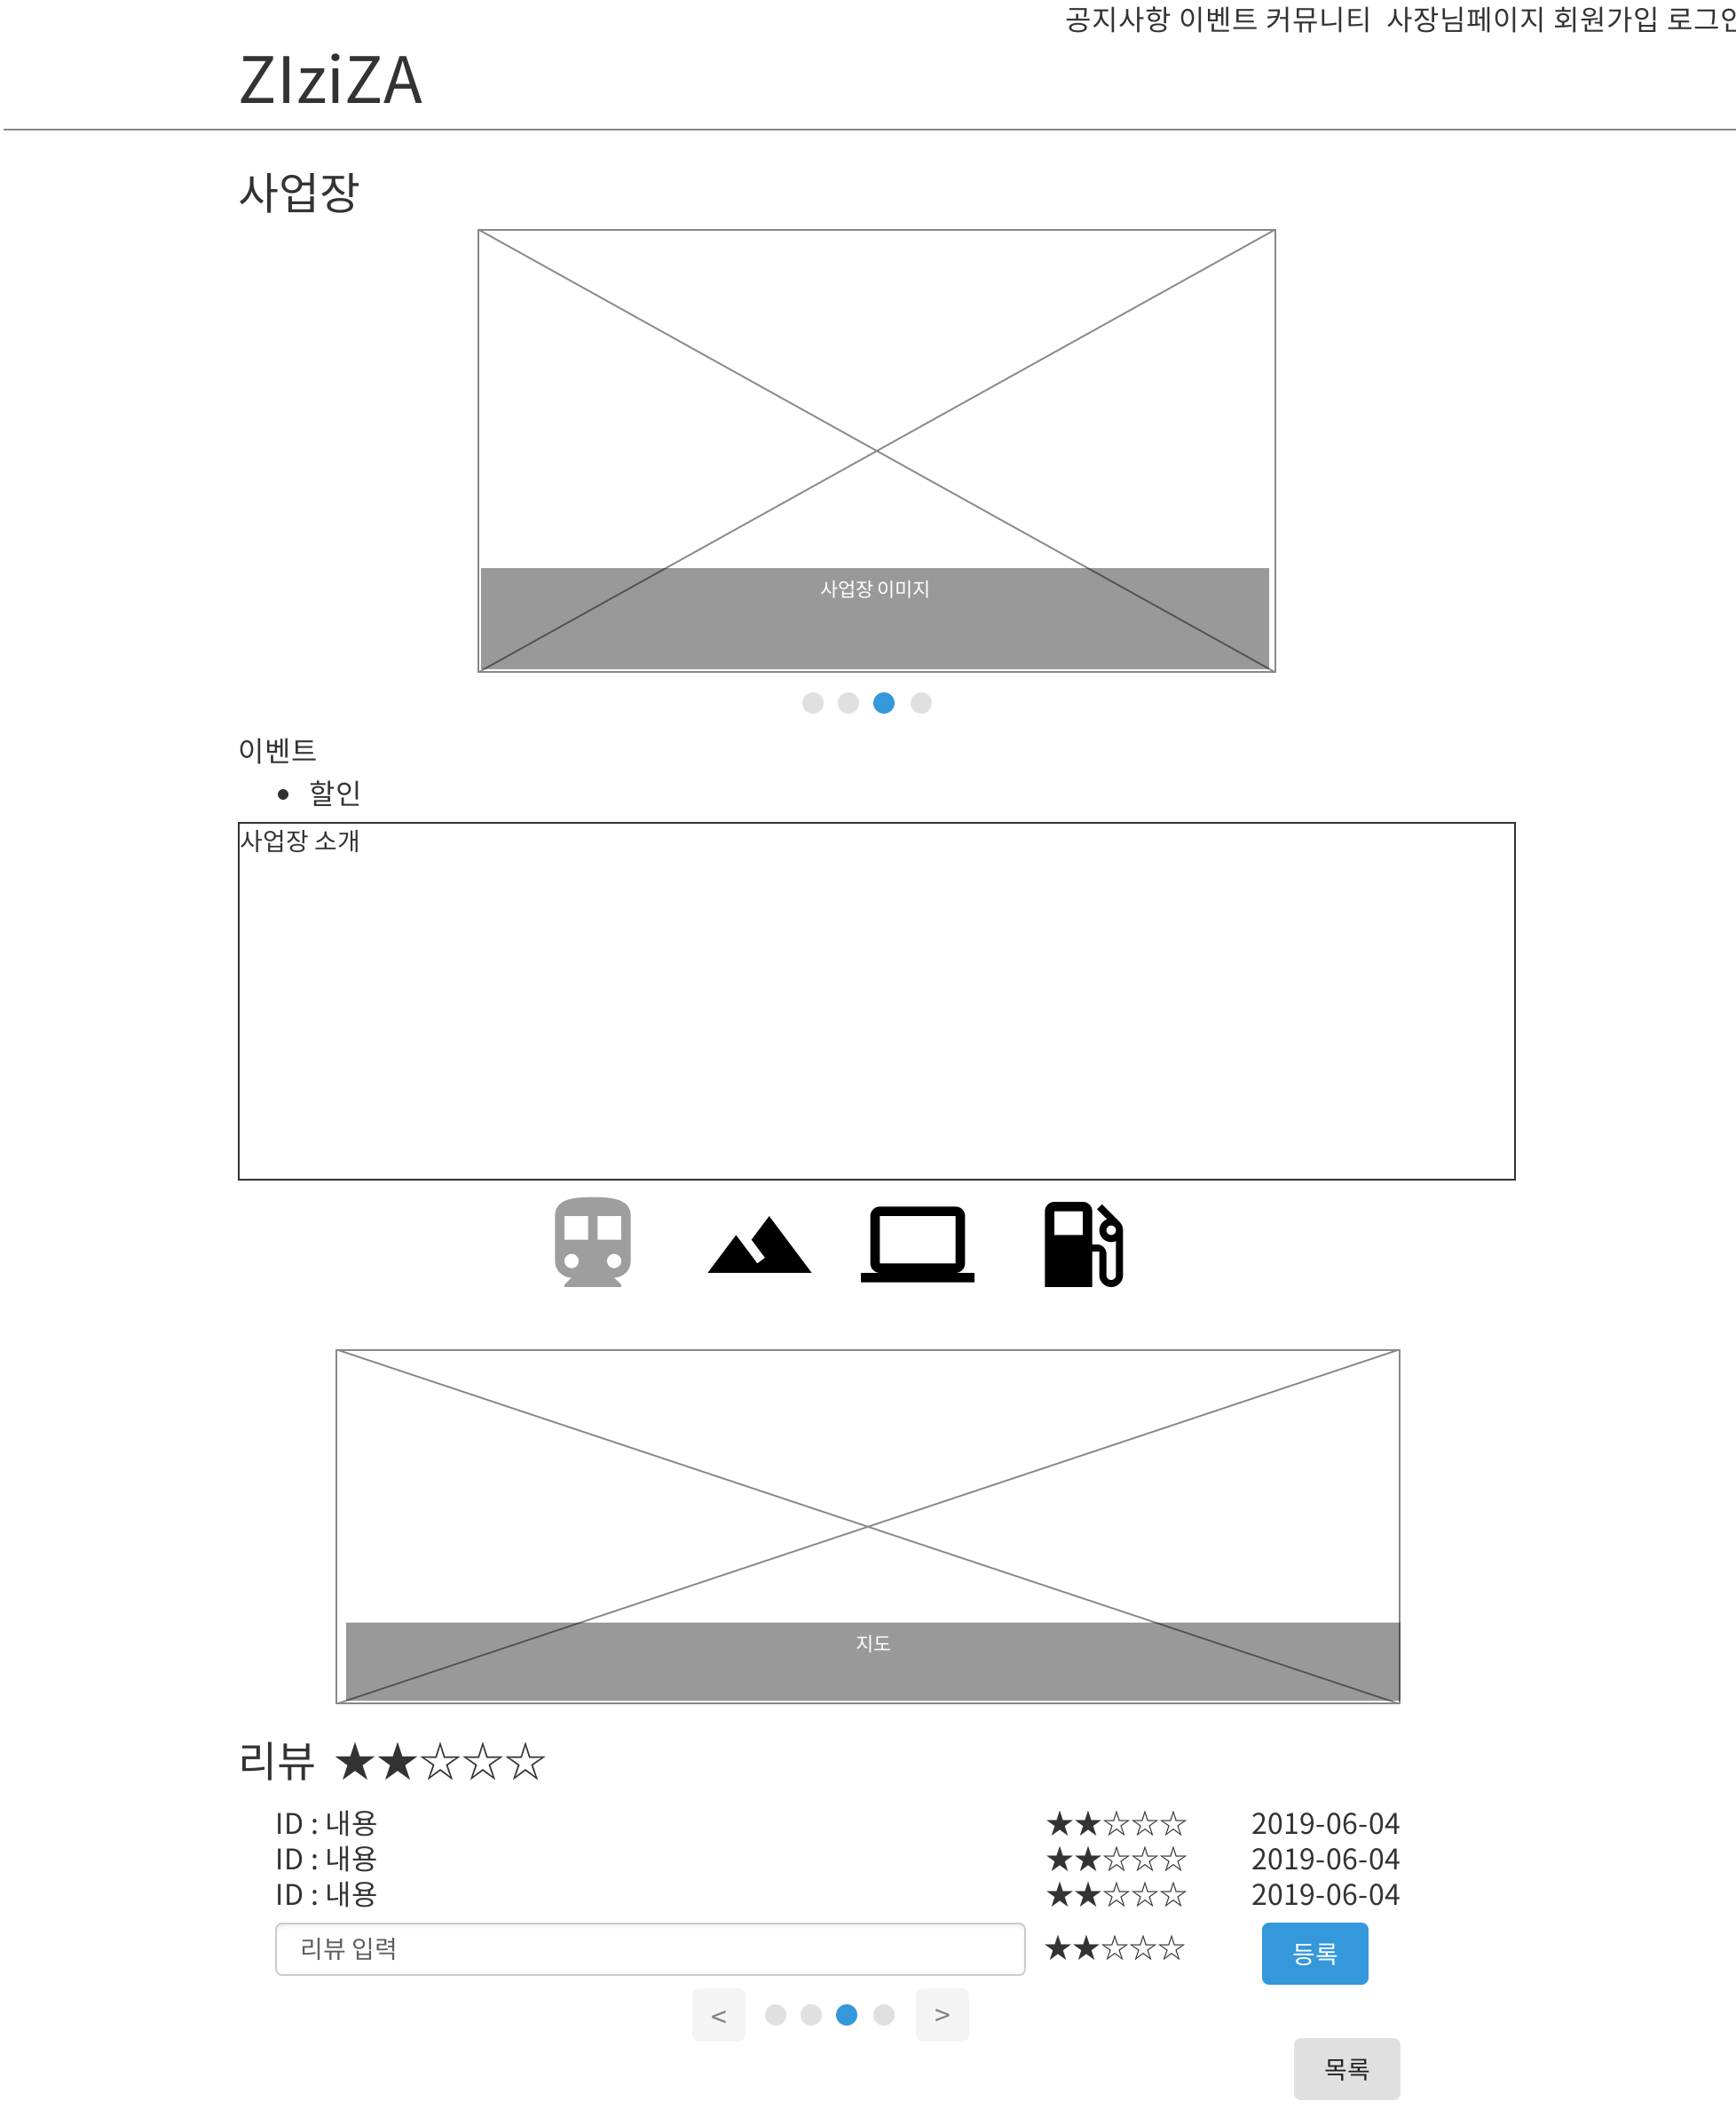 공지사항 이벤트 커뮤니티 사장님페이지 회원가입 로그인
ZIziZA
사업장
사업장 이미지
이벤트
• 할인
사업장 소개
지도
리뷰 ★★☆☆☆
ID : 내용 ★★☆☆☆ 2019-06-04
ID : 내용 ★★☆☆☆ 2019-06-04
ID : 내용 ★★☆☆☆ 2019-06-04
리뷰 입력 ★★☆☆☆ 등록
< >
목록